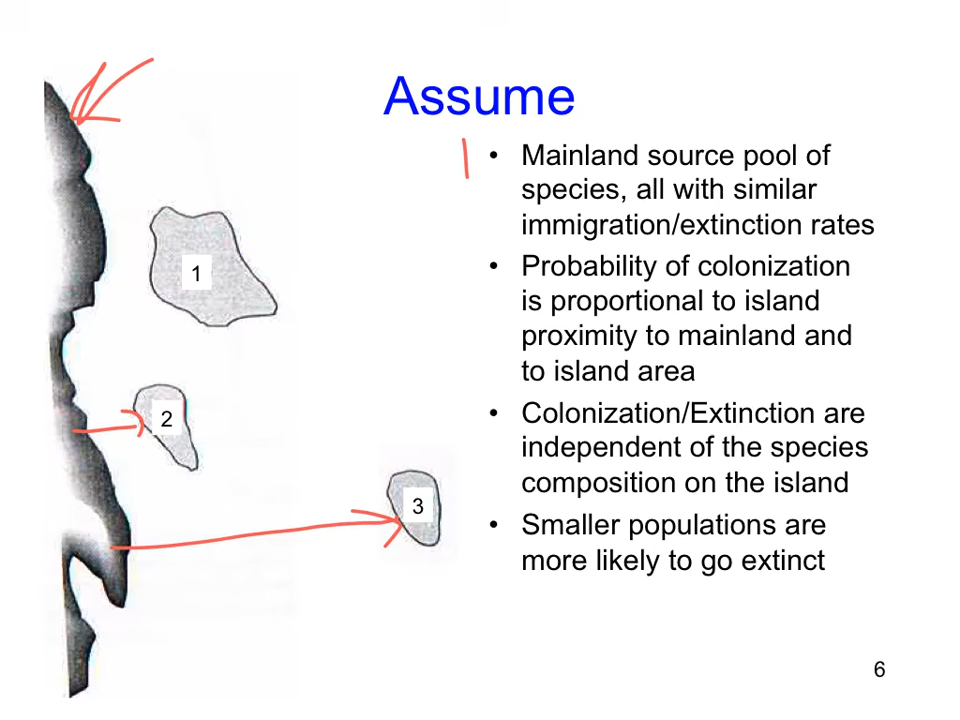 Assume
• Mainland source pool of
species, all with similar
immigration/extinction rates
• Probability of colonization
is proportional to island
proximity to mainland and
to island area
• Colonization/Extinction are
independent of the species
composition on the island
• Smaller populations are
more likely to go extinct
1
2
3
6